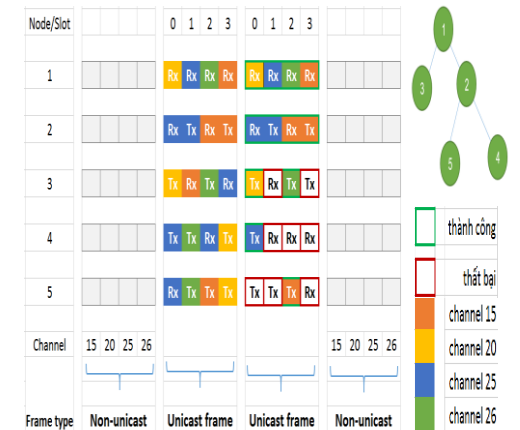 Node/Slot 0 1 2 3 0 1 2 3
1 Rx Rx Rx Rx Rx Rx Rx Rx
2 Rx Tx Rx Tx Rx Tx Rx Tx
3 Tx Rx Tx Rx Tx Rx Tx Tx
4 Tx Tx Rx Tx Tx Rx Rx Rx
5 Rx Tx Tx Tx Tx Tx Tx Rx
Channel 15 20 25 26 15 20 25 26
Frame type Non-unicast Unicast frame Unicast frame Non-unicast
1
3
2
5
4
thành công
thất bại
channel 15
channel 20
channel 25
channel 26